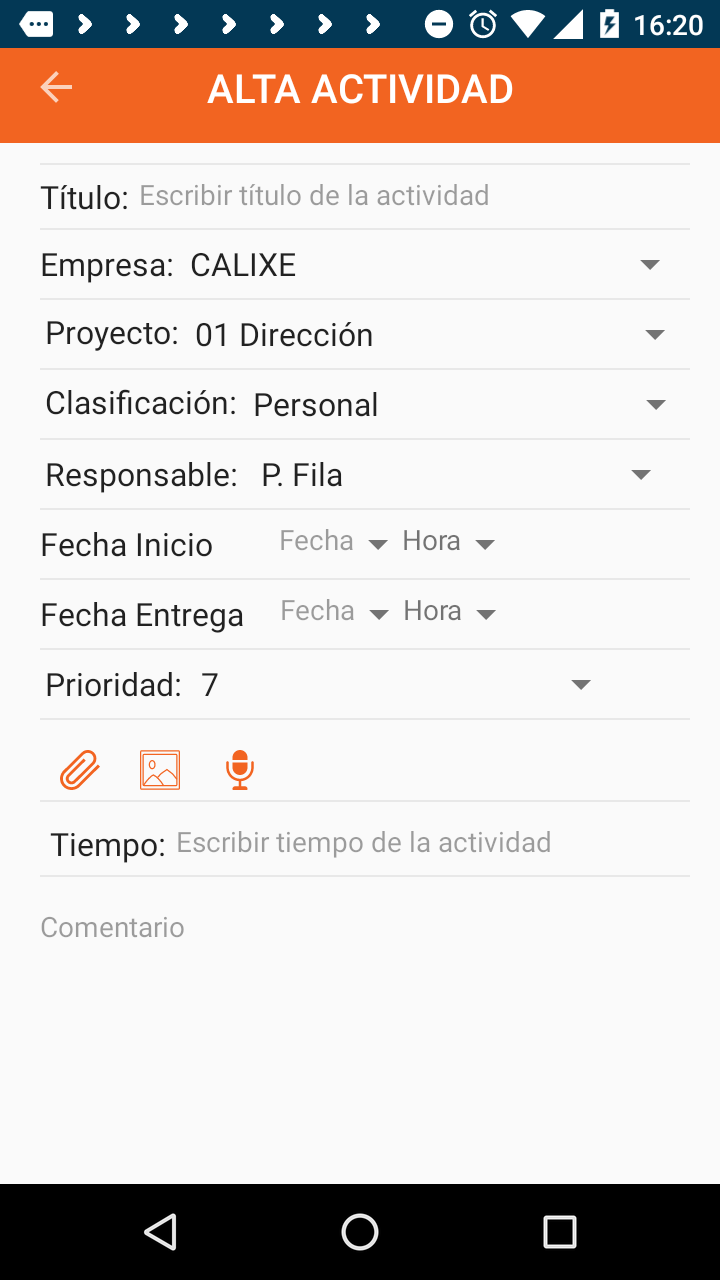 16:20
ALTA ACTIVIDAD
Título: Escribir título de la actividad
Empresa: CALIXE
Proyecto: 01 Dirección
Clasificación: Personal
Responsable: P. Fila
Fecha Inicio Fecha Hora
Fecha Entrega Fecha Hora
Prioridad: 7
Tiempo: Escribir tiempo de la actividad
Comentario